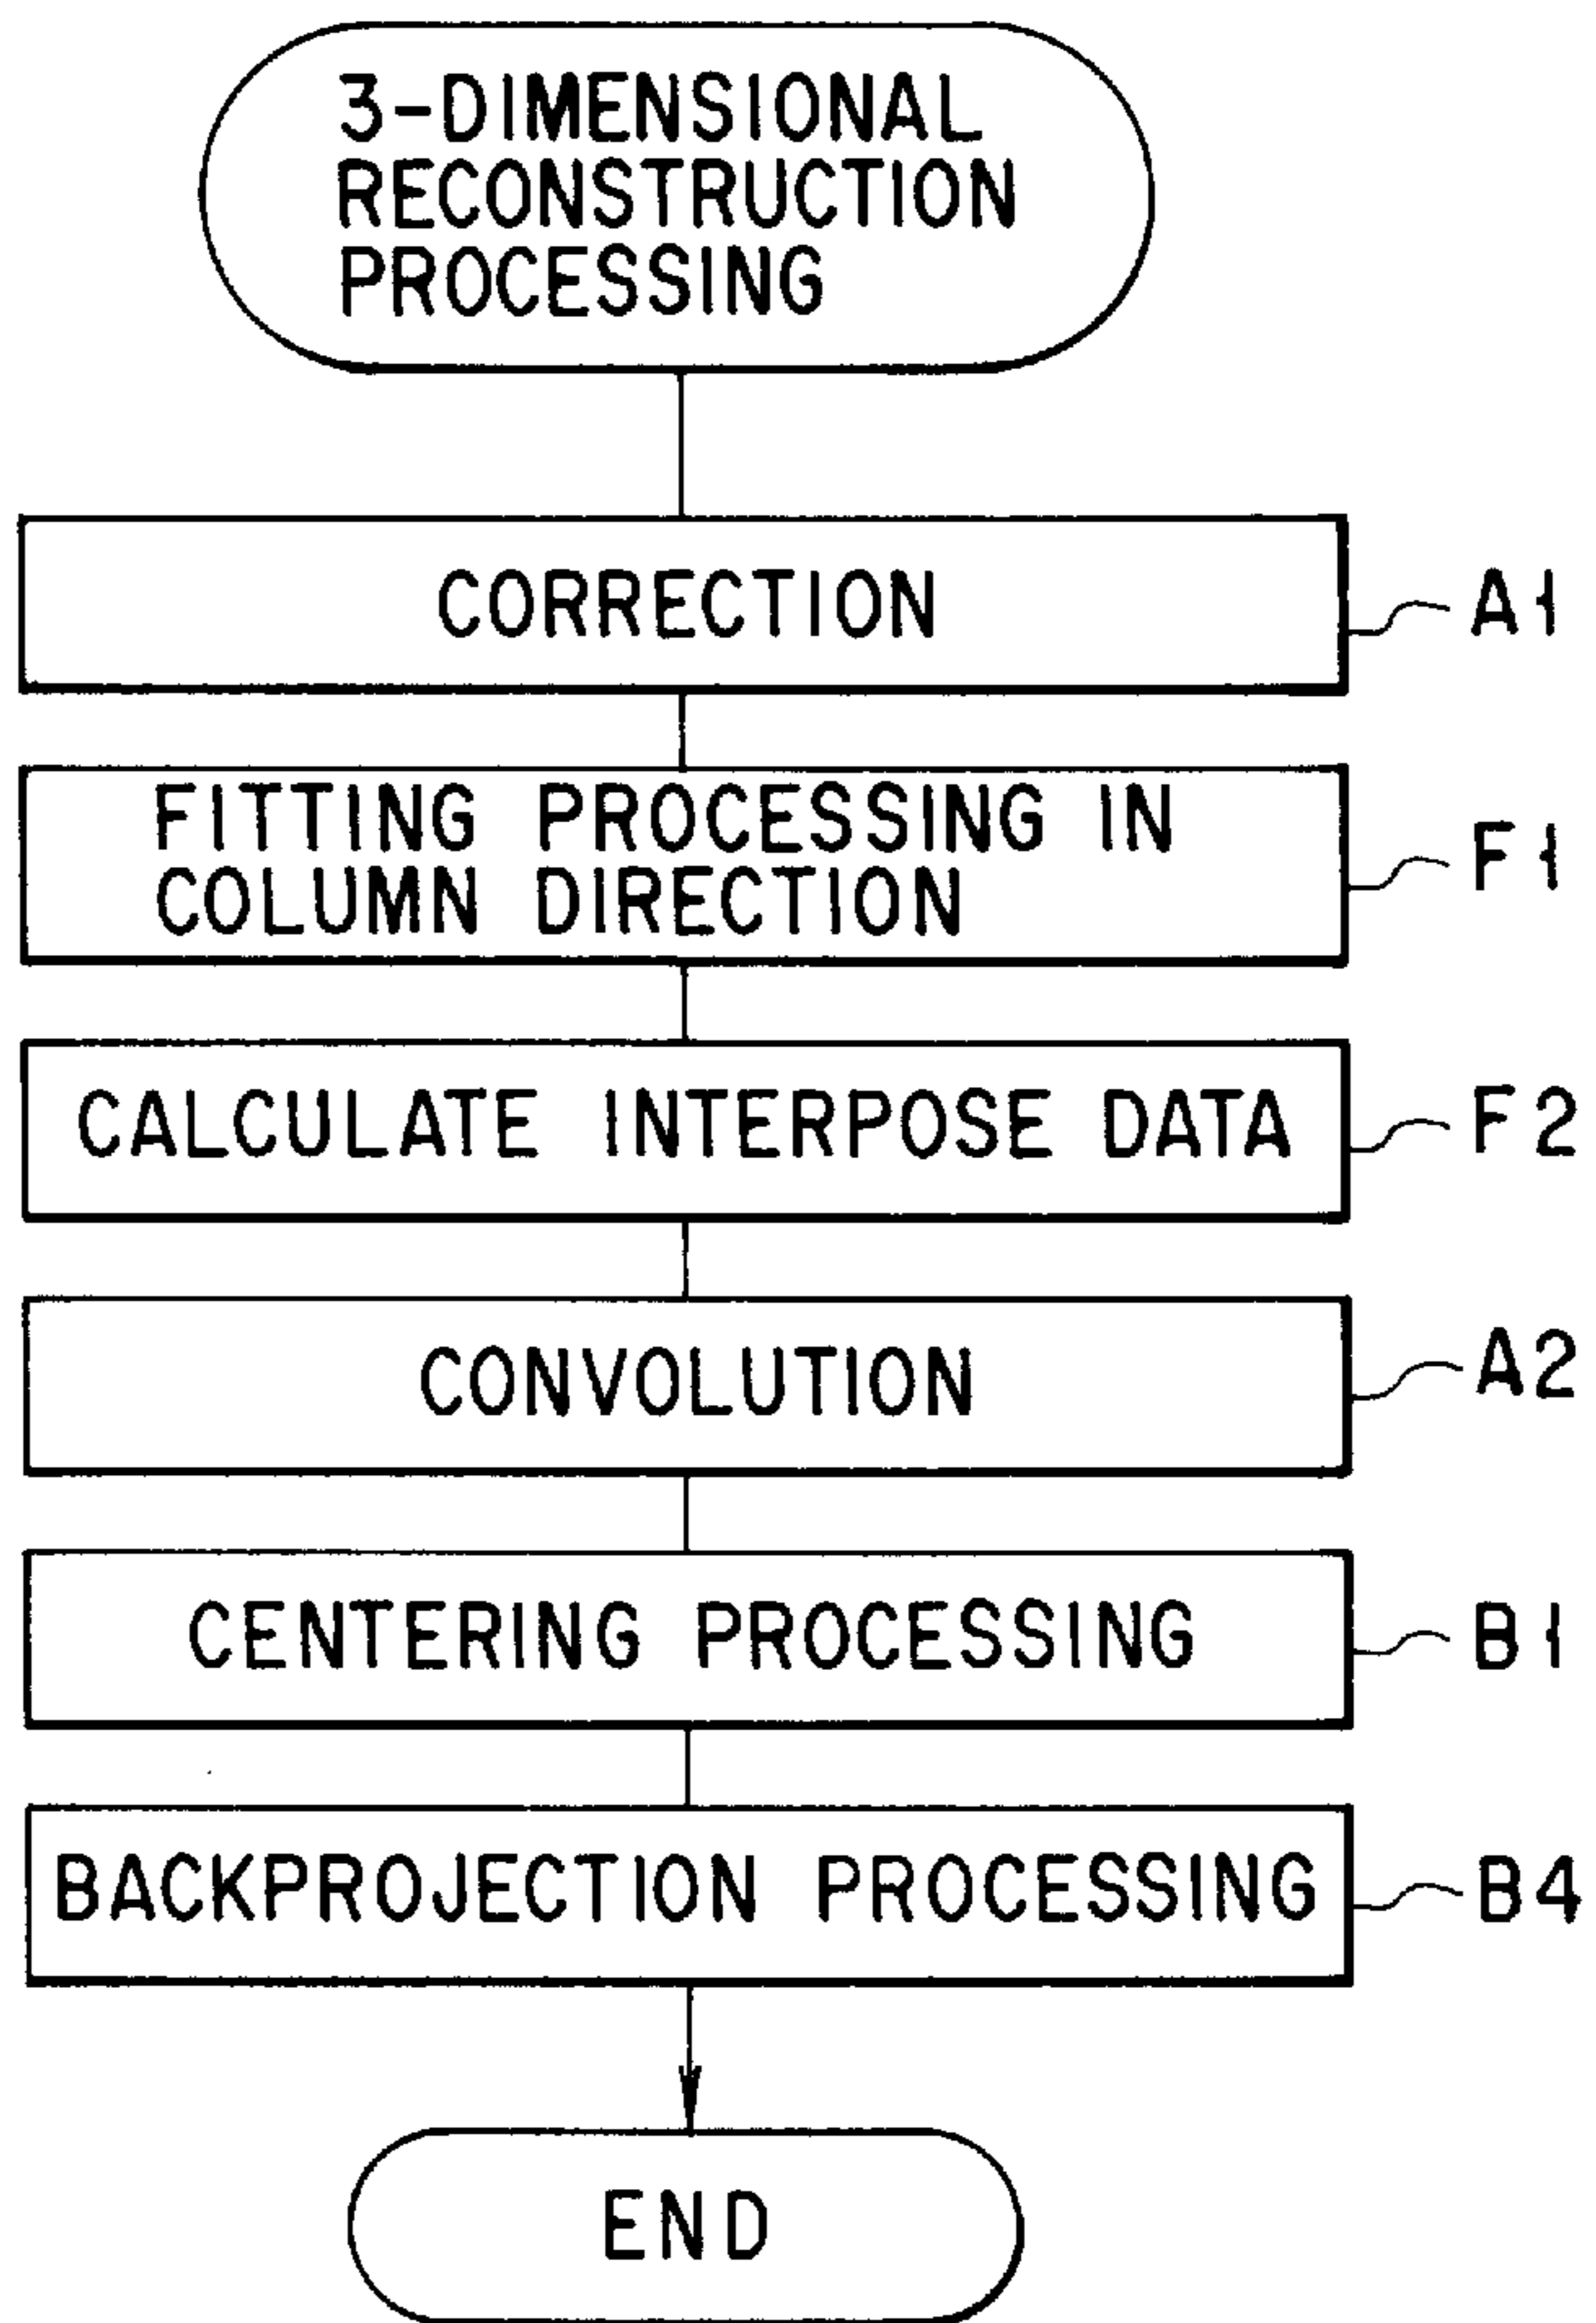 3-DIMENSIONAL
RECONSTRUCTION
PROCESSING
CORRECTION
A1
FITTING PROCESSING IN
COLUMN DIRECTION
F1
CALCULATE INTERPOSE DATA
F2
CONVOLUTION
A2
CENTERING PROCESSING
B1
BACKPROJECTION PROCESSING
B4
END